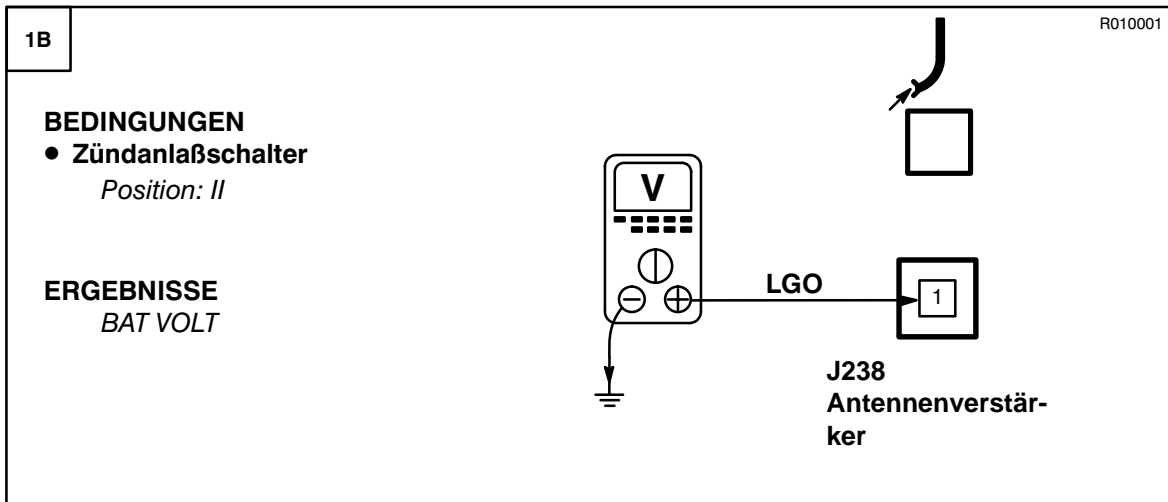 1B
R010001
BEDINGUNGEN
● Zündanlaßschalter
Position: II
ERGEBNISSE
BAT VOLT
V
LGO
1
J238
Antennenverstär-
ker